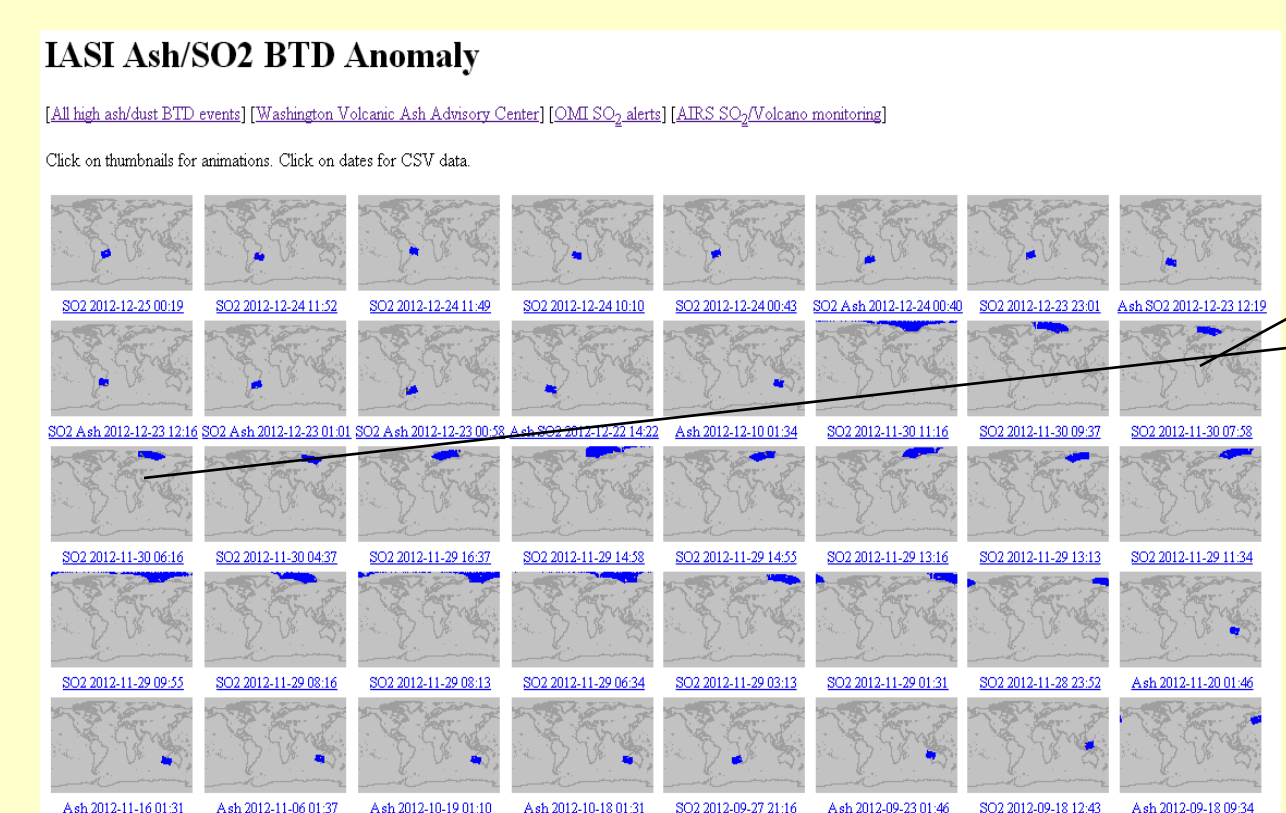 IASI Ash/SO2 BTD Anomaly
[All high ash/dust BTD events] [Washington Volcanic Ash Advisory Center] [OMI SO2 alerts] [AIRS SO2/Volcano monitoring]
Click on thumbnails for animations. Click on dates for CSV data.
SO2 2012-12-25 00:19 SO2 2012-12-24 11:52 SO2 2012-12-24 11:49 SO2 2012-12-24 10:10 SO2 2012-12-24 00:43 SO2 Ash 2012-12-24 00:40 SO2 2012-12-23 23:01 Ash SO2 2012-12-23 12:19
SO2 Ash 2012-12-23 12:16 SO2 Ash 2012-12-23 01:01 SO2 Ash 2012-12-23 00:58 Ash SO2 2012-12-22 14:22 Ash 2012-12-10 01:34 SO2 2012-11-30 11:16 SO2 2012-11-30 09:37 SO2 2012-11-30 07:58
SO2 2012-11-30 06:16 SO2 2012-11-30 04:37 SO2 2012-11-29 16:37 SO2 2012-11-29 14:58 SO2 2012-11-29 14:55 SO2 2012-11-29 13:16 SO2 2012-11-29 13:13 SO2 2012-11-29 11:34
SO2 2012-11-29 09:55 SO2 2012-11-29 08:16 SO2 2012-11-29 08:13 SO2 2012-11-29 06:34 SO2 2012-11-29 03:13 SO2 2012-11-29 01:31 SO2 2012-11-28 23:52 Ash 2012-11-20 01:46
Ash 2012-11-16 01:31 Ash 2012-11-06 01:37 Ash 2012-10-19 01:10 Ash 2012-10-18 01:31 SO2 2012-09-27 21:16 Ash 2012-09-23 01:46 SO2 2012-09-18 12:43 Ash 2012-09-18 09:34